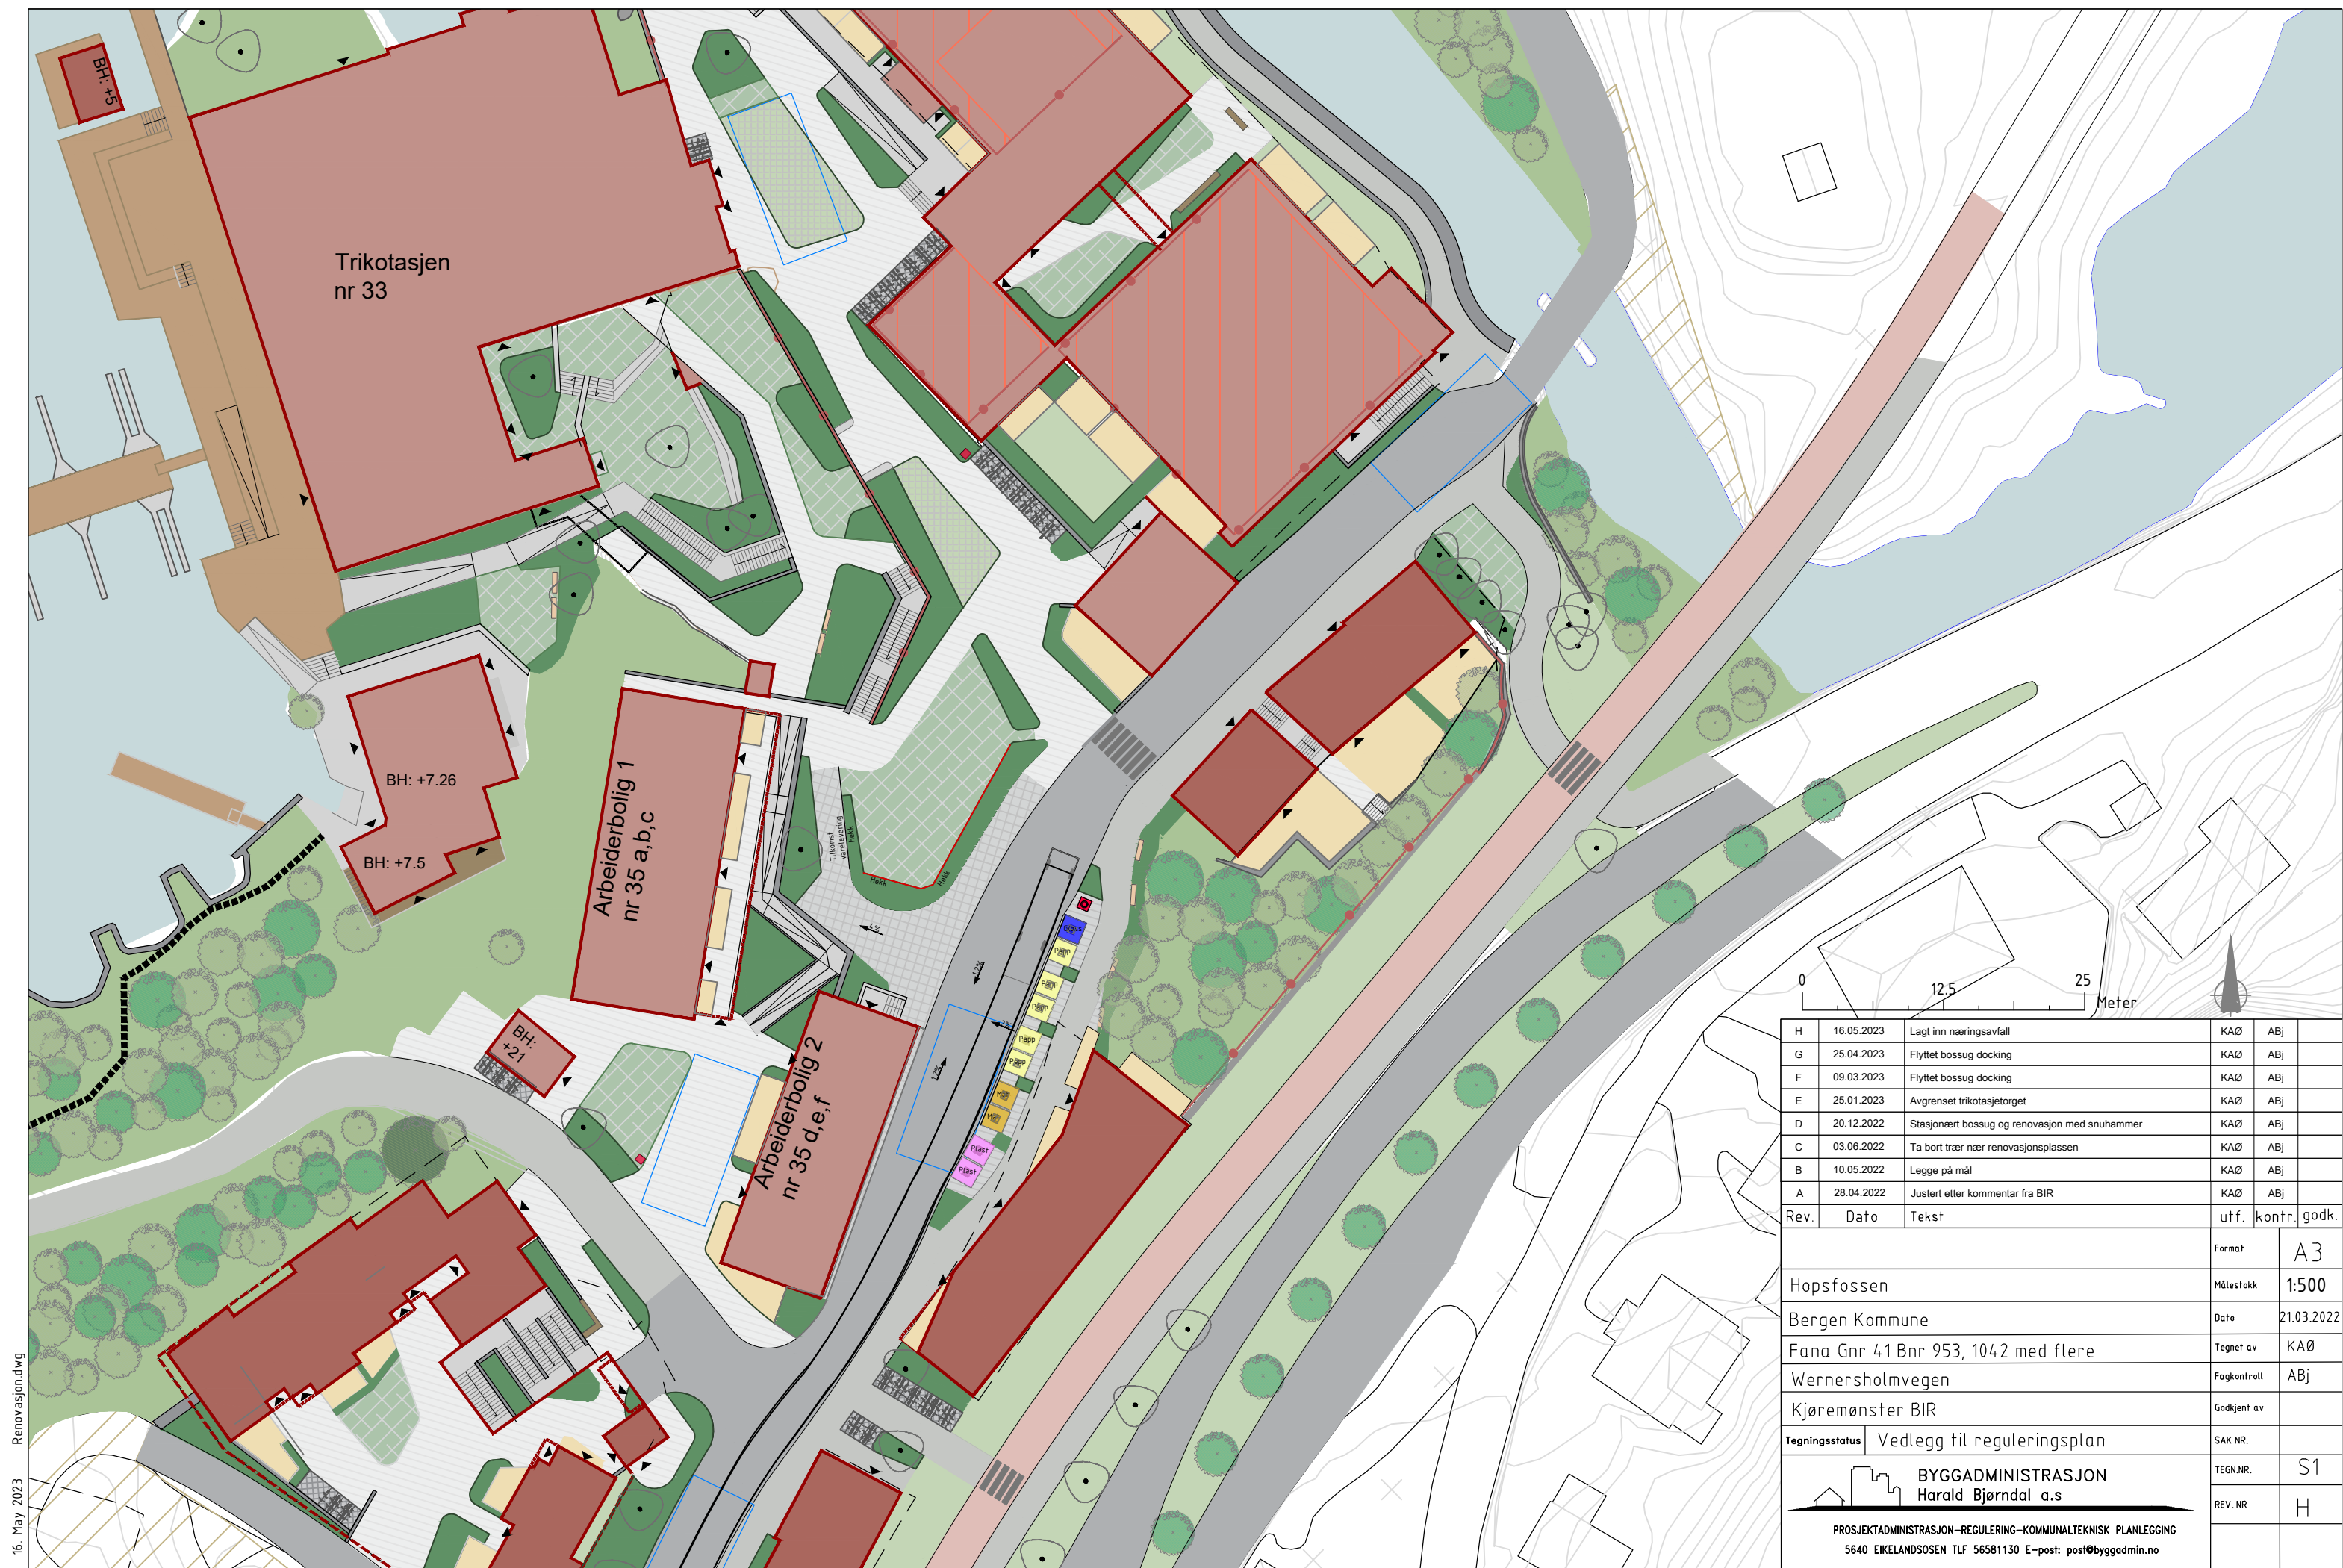 BH: +5
Trikotasjen
nr 33
BH: +7.26
BH: +7.5
Arbeiderbolig 1
nr 35 a,b,c
Tilkomst
varelevering
Hekk
Hekk
Hekk
Papp
Papp
Papp
Papp
Papp
Plast
Plast
BH:
+21
Arbeiderbolig 2
nr 35 d,e,f
0
12.5
25
Meter
H 16.05.2023 Lagt inn næringsavfall KAØ ABj
G 25.04.2023 Flyttet bossug docking KAØ ABj
F 09.03.2023 Flyttet bossug docking KAØ ABj
E 25.01.2023 Avgrenset trikotasjetorget KAØ ABj
D 20.12.2022 Stasjonært bossug og renovasjon med snuhammer KAØ ABj
C 03.06.2022 Ta bort trær nær renovasjonsplassen KAØ ABj
B 10.05.2022 Legge på mål KAØ ABj
A 28.04.2022 Justert etter kommentar fra BIR KAØ ABj
Rev. Dato Tekst utf. kontr. godk.
Format A3
Hopsfossen Målestokk 1:500
Bergen Kommune Dato 21.03.2022
Fana Gnr 41 Bnr 953, 1042 med flere Tegnet av KAØ
Wernersholmvegen Fagkontroll ABj
Kjøremønster BIR Godkjent av
Tegningsstatus Vedlegg til reguleringsplan SAK NR.
BYGGADMINISTRASJON TEGN.NR. S1
Harald Bjørndal a.s
REV. NR H
PROSJEKTADMINISTRASJON-REGULERING-KOMMUNALTEKNISK PLANLEGGING
5640 EIKELANDSOSEN TLF 56581130 E-post: post@byggadmin.no
16. May 2023 Renovasjon.dwg